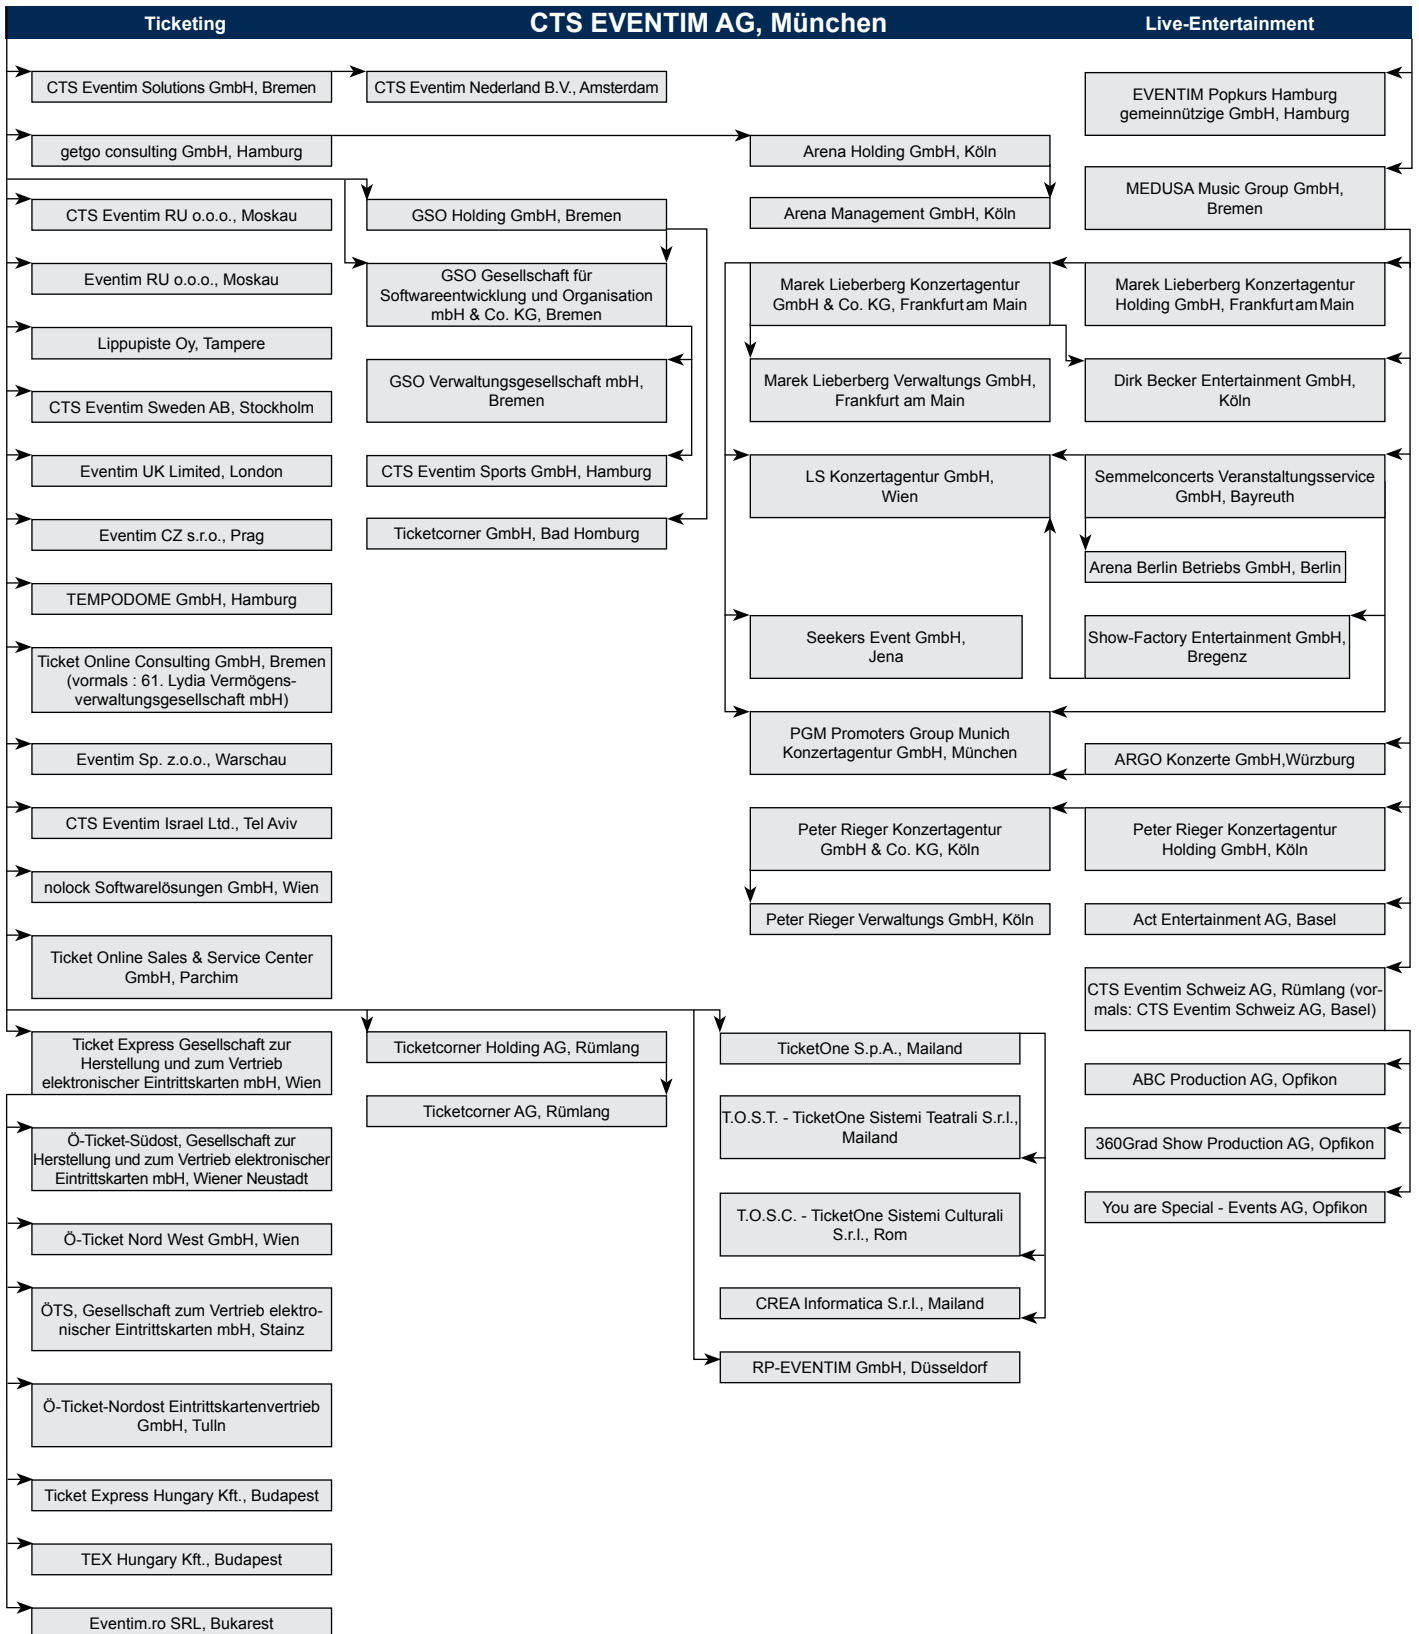 Ticketing
CTS EVENTIM AG, München
Live-Entertainment
CTS Eventim Solutions GmbH, Bremen
CTS Eventim Nederland B.V., Amsterdam
EVENTIM Popkurs Hamburg
gemeinnützige GmbH, Hamburg
getgo consulting GmbH, Hamburg
Arena Holding GmbH, Köln
MEDUSA Music Group GmbH,
Bremen
CTS Eventim RU o.o.o., Moskau
GSO Holding GmbH, Bremen
Arena Management GmbH, Köln
Eventim RU o.o.o., Moskau
GSO Gesellschaft für
Softwareentwicklung und Organisation
mbH & Co. KG, Bremen
Marek Lieberberg Konzertagentur
GmbH & Co. KG, Frankfurt am Main
Marek Lieberberg Konzertagentur
Holding GmbH, Frankfurt am Main
Lippupiste Oy, Tampere
GSO Verwaltungsgesellschaft mbH,
Bremen
Marek Lieberberg Verwaltungs GmbH,
Frankfurt am Main
Dirk Becker Entertainment GmbH,
Köln
CTS Eventim Sweden AB, Stockholm
Eventim UK Limited, London
CTS Eventim Sports GmbH, Hamburg
LS Konzertagentur GmbH,
Wien
Semmelconcerts Veranstaltungsservice
GmbH, Bayreuth
Eventim CZ s.r.o., Prag
Ticketcorner GmbH, Bad Homburg
Arena Berlin Betriebs GmbH, Berlin
TEMPODOME GmbH, Hamburg
Seekers Event GmbH,
Jena
Show-Factory Entertainment GmbH,
Bregenz
Ticket Online Consulting GmbH, Bremen
(vormals : 61. Lydia Vermögens-
verwaltungsgesellschaft mbH)
PGM Promoters Group Munich
Konzertagentur GmbH, München
Eventim Sp. z.o.o., Warschau
ARGO Konzerte GmbH,Würzburg
CTS Eventim Israel Ltd., Tel Aviv
Peter Rieger Konzertagentur
GmbH & Co. KG, Köln
Peter Rieger Konzertagentur
Holding GmbH, Köln
nolock Softwarelösungen GmbH, Wien
Peter Rieger Verwaltungs GmbH, Köln
Act Entertainment AG, Basel
Ticket Online Sales & Service Center
GmbH, Parchim
CTS Eventim Schweiz AG, Rümlang (vor-
mals: CTS Eventim Schweiz AG, Basel)
Ticket Express Gesellschaft zur
Herstellung und zum Vertrieb
elektronischer Eintrittskarten mbH, Wien
Ticketcorner Holding AG, Rümlang
TicketOne S.p.A., Mailand
ABC Production AG, Opfikon
Ticketcorner AG, Rümlang
T.O.S.T. - TicketOne Sistemi Teatrali S.r.l.,
Mailand
360Grad Show Production AG, Opfikon
Ö-Ticket-Südost, Gesellschaft zur
Herstellung und zum Vertrieb elektronischer
Eintrittskarten mbH, Wiener Neustadt
You are Special - Events AG, Opfikon
Ö-Ticket Nord West GmbH, Wien
T.O.S.C. - TicketOne Sistemi Culturali
S.r.l., Rom
ÖTS, Gesellschaft zum Vertrieb elektro-
nischer Eintrittskarten mbH, Stainz
CREA Informatica S.r.l., Mailand
RP-EVENTIM GmbH, Düsseldorf
Ö-Ticket-Nordost Eintrittskartenvertrieb
GmbH, Tulln
Ticket Express Hungary Kft., Budapest
TEX Hungary Kft., Budapest
Eventim.ro SRL, Bukarest